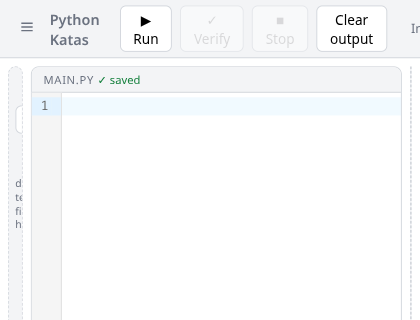 Python
Katas
▶
Run
✓
Verify
■
Stop
Clear
output
MAIN.PY ✓ saved
1